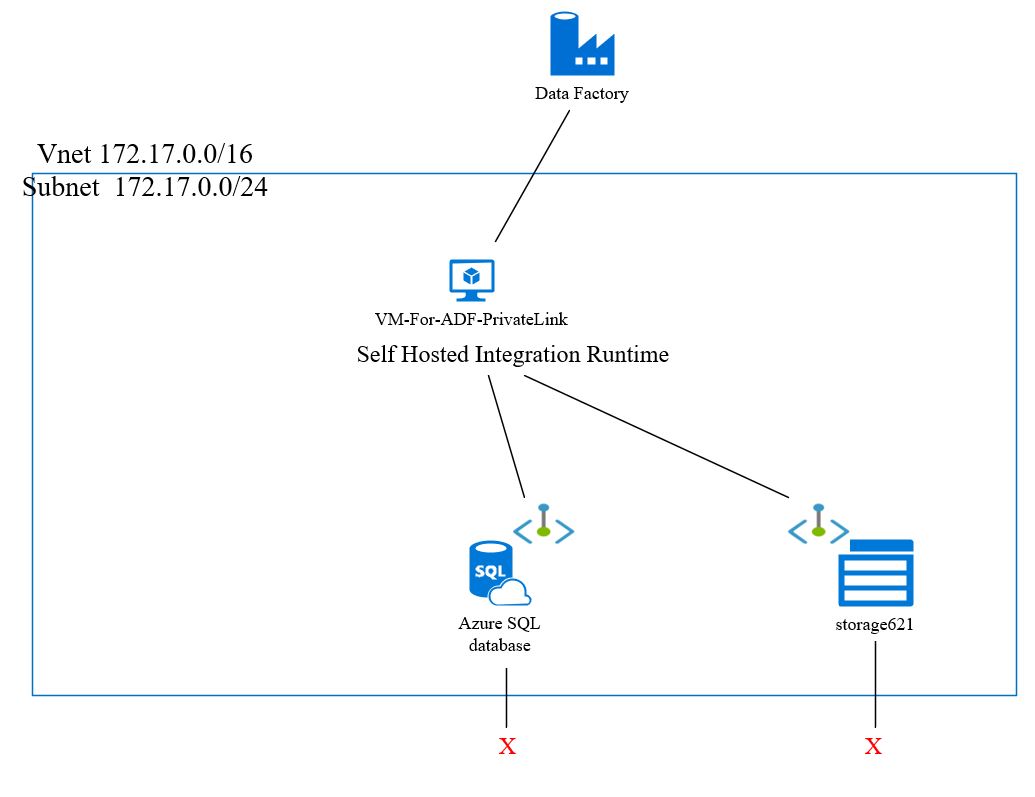 Data Factory
Vnet 172.17.0.0/16
Subnet  172.17.0.0/24
VM-For-ADF-PrivateLink
Self Hosted Integration Runtime
SQL
Azure SQL
database
storage621
X
X